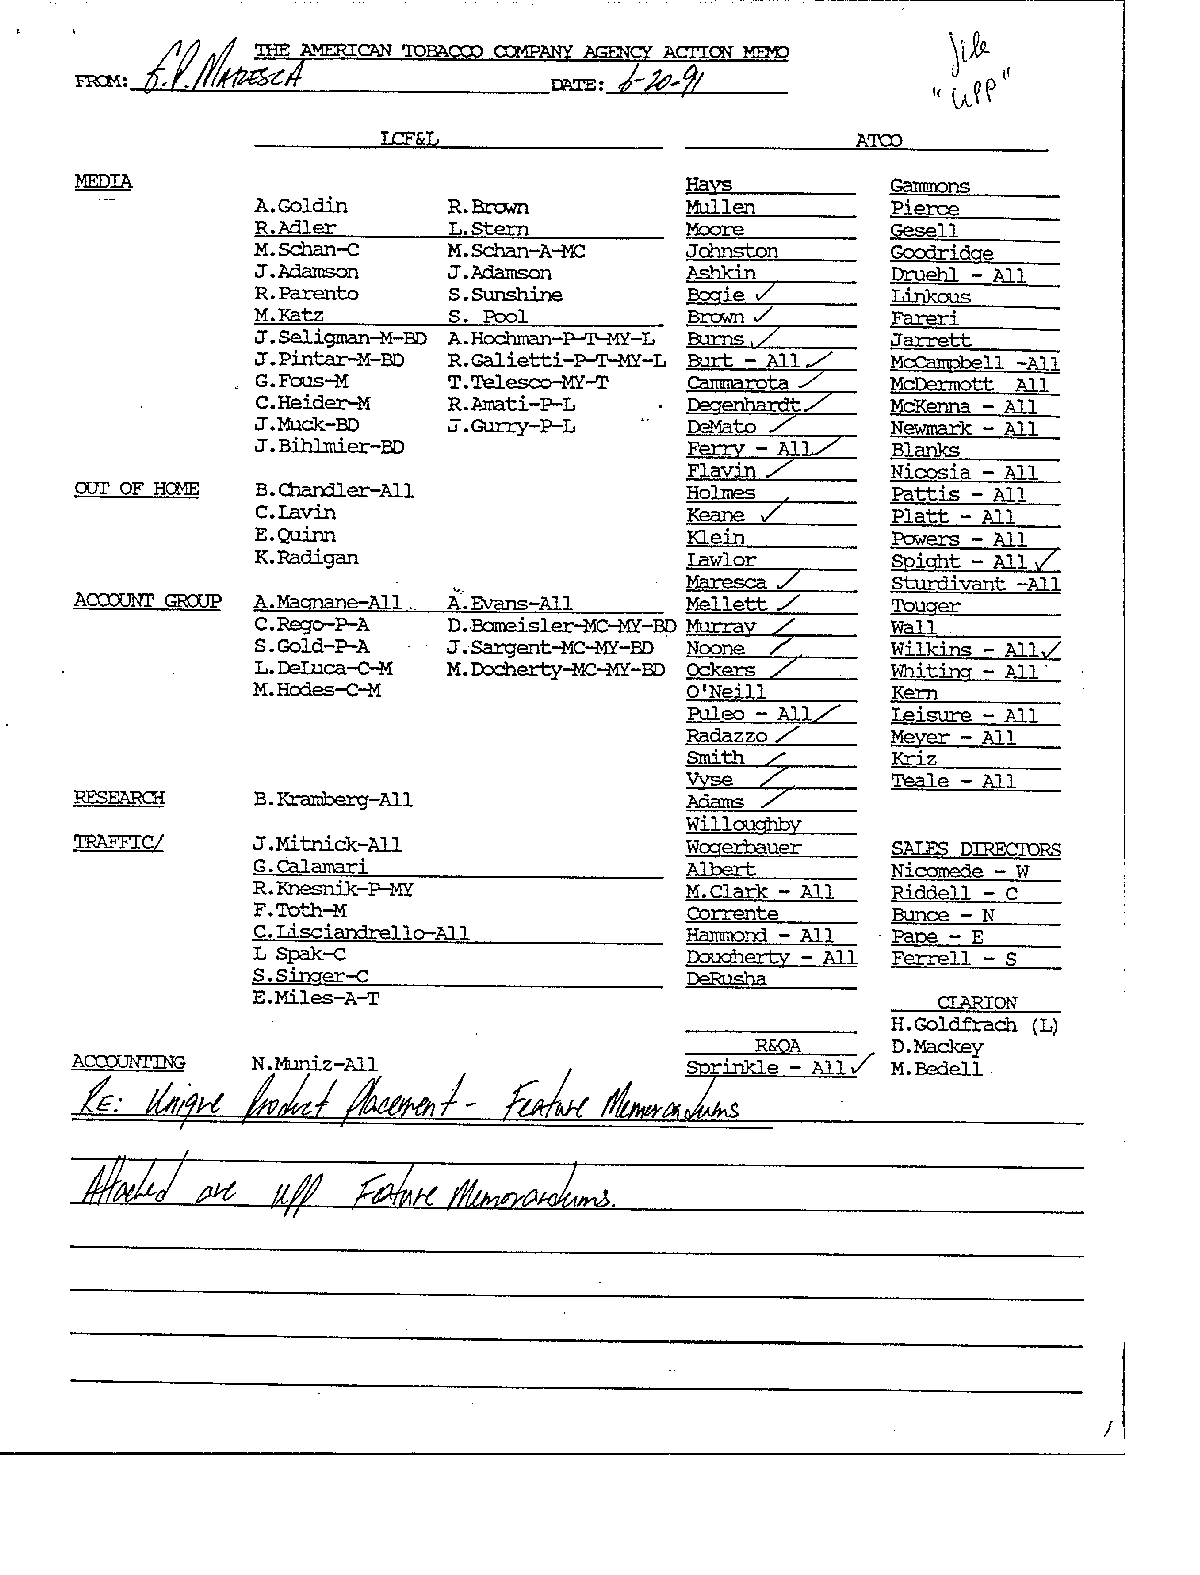 THE AMERICAN TOBACCO COMPANY AGENCY ACTION MEMO
FROM: E.P. MARESCA DATE: 6-20-91
File
"UPP"
LCF&L
MEDIA
A.Goldin R.Brown
R.Adler L.Stern
M.Schan-C M.Schan-A-MC
J.Adamson J.Adamson
R.Parento S.Sunshine
M.Katz S. Pool
J.Seligman-M-BD A.Hochman-P-T-MY-L
J.Pintar-M-BD R.Galietti-P-T-MY-L
G.Fous-M T.Telesco-MY-T
C.Heider-M R.Amati-P-L
J.Muck-BD J.Gurry-P-L
J.Bihlmier-BD
OUT OF HOME B.Chandler-All
C.Lavin
E.Quinn
K.Radigan
ACCOUNT GROUP A.Magnane-All A.Evans-All
C.Rego-P-A D.Bomeisler-MC-MY-BD
S.Gold-P-A J.Sargent-MC-MY-BD
L.DeLuca-C-M M.Docherty-MC-MY-BD
M.Hodes-C-M
RESEARCH B.Kramberg-All
TRAFFIC/ J.Mitnick-All
G.Calamari
R.Knesnik-P-MY
F.Toth-M
C.Lisciandrello-All
L Spak-C
S.Singer-C
E.Miles-A-T
ACCOUNTING N.Muniz-All
ATCO
Hays
Mullen
Moore
Johnston
Ashkin
Bogie ✓
Brown ✓
Burns ✓
Burt - All ✓
Cammarota ✓
Degenhardt ✓
DeMato ✓
Ferry - All ✓
Flavin ✓
Holmes
Keane ✓
Klein
Lawlor
Maresca ✓
Mellett ✓
Murray ✓
Noone ✓
Ockers ✓
O'Neill
Puleo - All ✓
Radazzo ✓
Smith ✓
Vyse ✓
Adams ✓
Willoughby
Wogerbauer
Albert
M.Clark - All
Corrente
Hammond - All
Dougherty - All
DeRusha
R&QA
Sprinkle - All ✓
Gammons
Pierce
Gesell
Goodridge
Druehl - All
Linkous
Fareri
Jarrett
McCampbell -All
McDermott All
McKenna - All
Newmark - All
Blanks
Nicosia - All
Pattis - All
Platt - All
Powers - All
Spight - All ✓
Sturdivant -All
Touger
Wall
Wilkins - All ✓
Whiting - All
Kern
Leisure - All
Meyer - All
Kriz
Teale - All
SALES DIRECTORS
Nicomede - W
Riddell - C
Bunce - N
Pape - E
Ferrell - S
CLARION
H.Goldfrach (L)
D.Mackey
M.Bedell
RE: Unique Product Placement - Feature Memorandums
Attached are UPP Feature Memorandums.